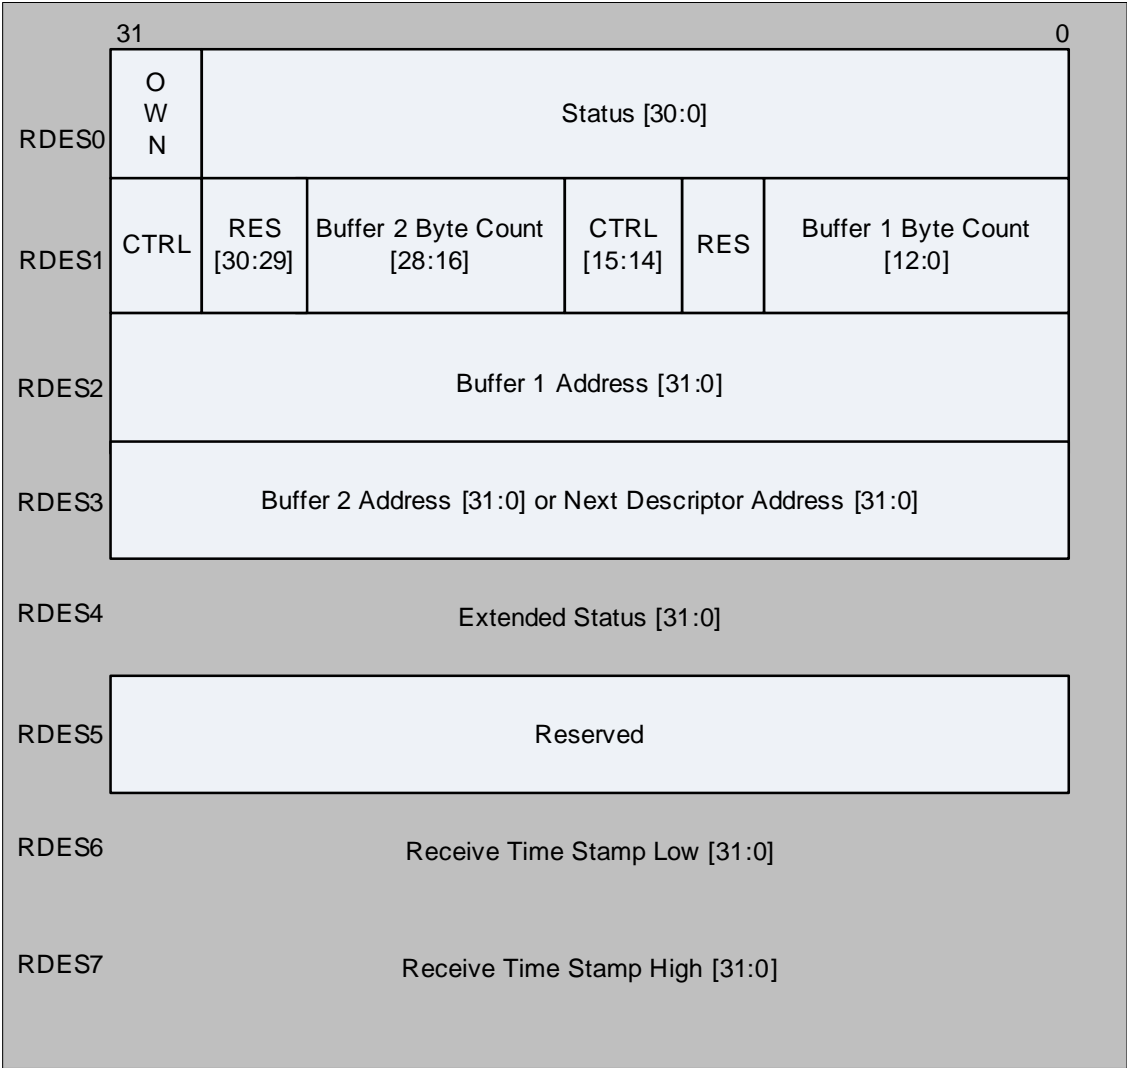 31 0
O
W
N
Status [30:0]
RDES0
CTRL
RES
[30:29]
Buffer 2 Byte Count
[28:16]
CTRL
[15:14]
RES
Buffer 1 Byte Count
[12:0]
RDES1
Buffer 1 Address [31:0]
RDES2
Buffer 2 Address [31:0] or Next Descriptor Address [31:0]
RDES3
RDES4
Extended Status [31:0]
RDES5
Reserved
RDES6
Receive Time Stamp Low [31:0]
RDES7
Receive Time Stamp High [31:0]